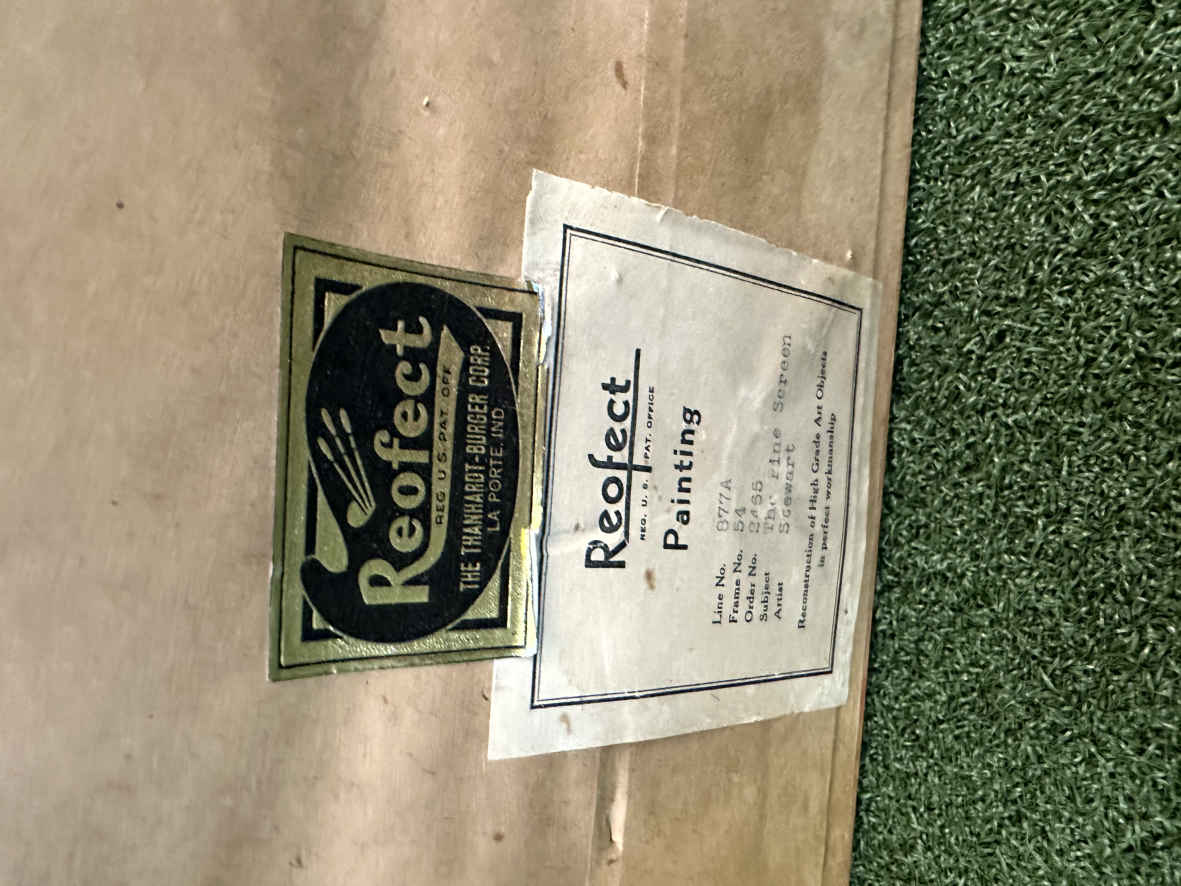 Reofect
REG U.S. PAT. OFF.
THE THANHARDT-BURGER CORP.
LA PORTE, IND.
Reofect
REG. U. S. PAT. OFFICE
Painting
Line No. 877A
Frame No. 54
Order No. 2465
Subject The Pine Screen
Artist Stewart
Reconstruction of High Grade Art Objects
in perfect workmanship